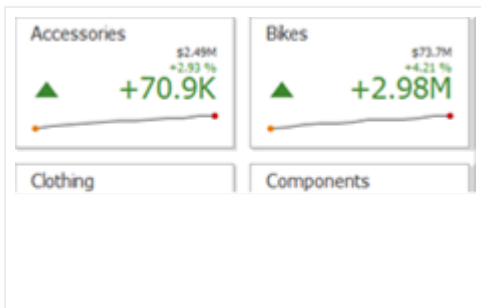 Accessories
$2.49M
+2.93 %
+70.9K
Bikes
$73.7M
+4.21 %
+2.98M
Clothing
Components